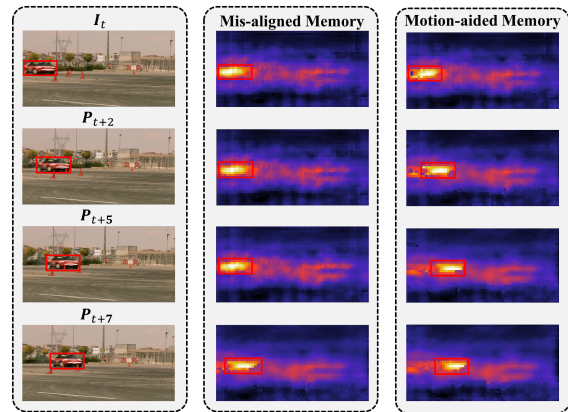 I_t
Mis-aligned Memory
Motion-aided Memory
P_{t+2}
P_{t+5}
P_{t+7}